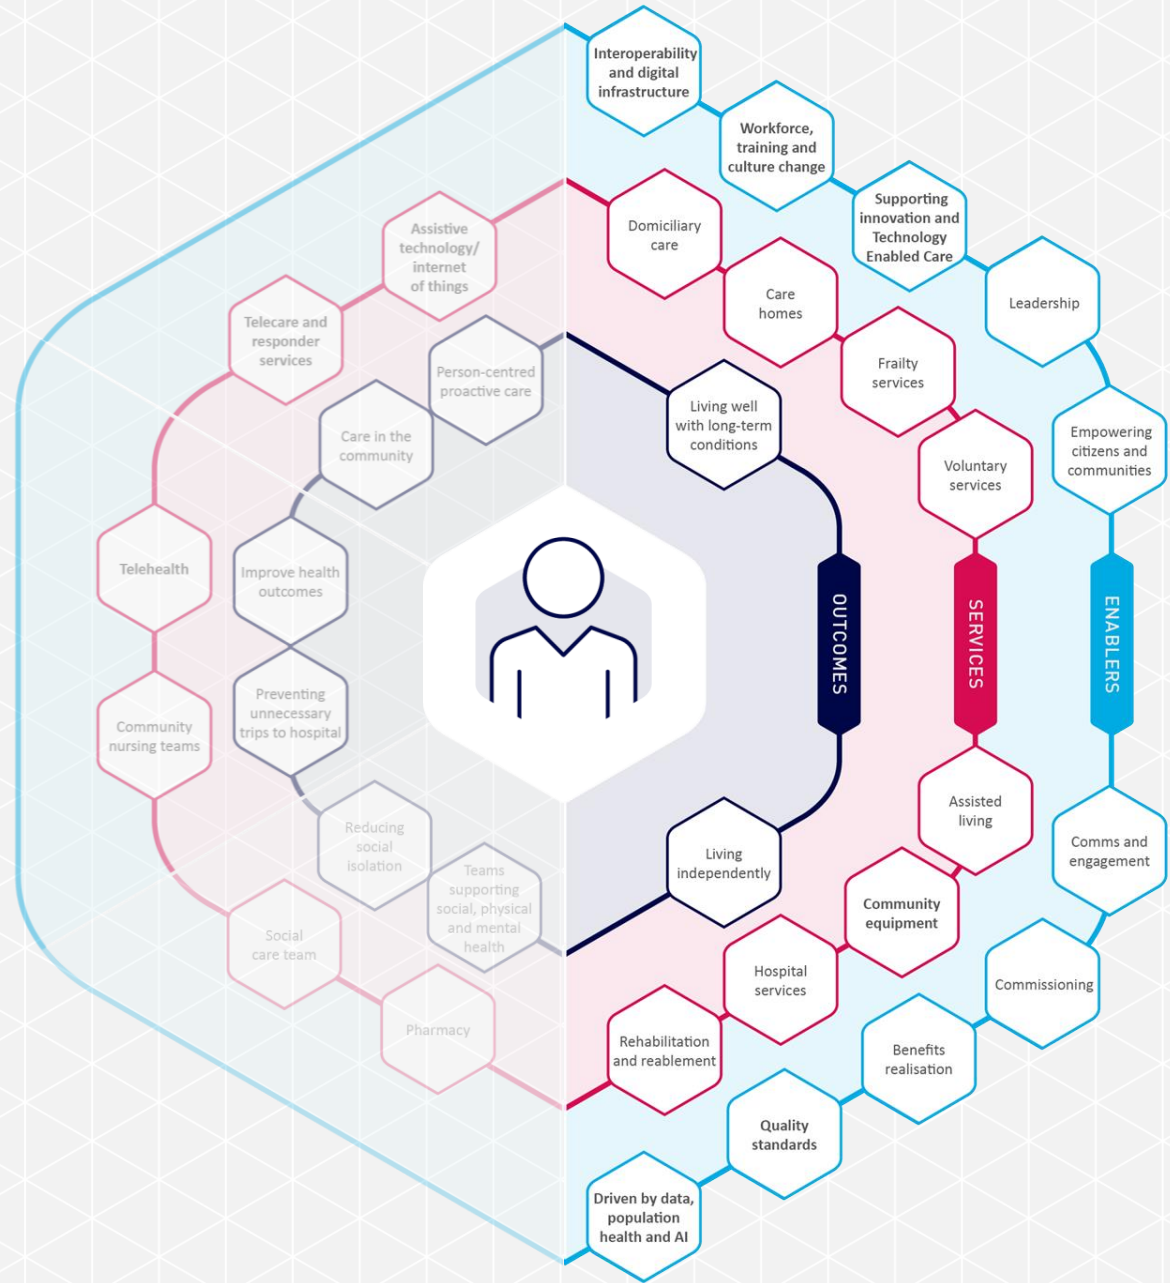 Interoperability
and digital
infrastructure
Workforce,
training and
culture change
Supporting
innovation and
Technology
Enabled Care
Leadership
Empowering
citizens and
communities
ENABLERS
Comms and
engagement
Commissioning
Benefits
realisation
Quality
standards
Driven by data,
population
health and AI
Domiciliary
care
Care
homes
Frailty
services
Voluntary
services
SERVICES
Assisted
living
Community
equipment
Hospital
services
Rehabilitation
and reablement
Pharmacy
Social
care team
Community
nursing teams
Telehealth
Telecare and
responder
services
Assistive
technology/
internet
of things
Living well
with long-term
conditions
OUTCOMES
Living
independently
Teams
supporting
social, physical
and mental
health
Reducing
social
isolation
Preventing
unnecessary
trips to hospital
Improve health
outcomes
Care in the
community
Person-centred
proactive care